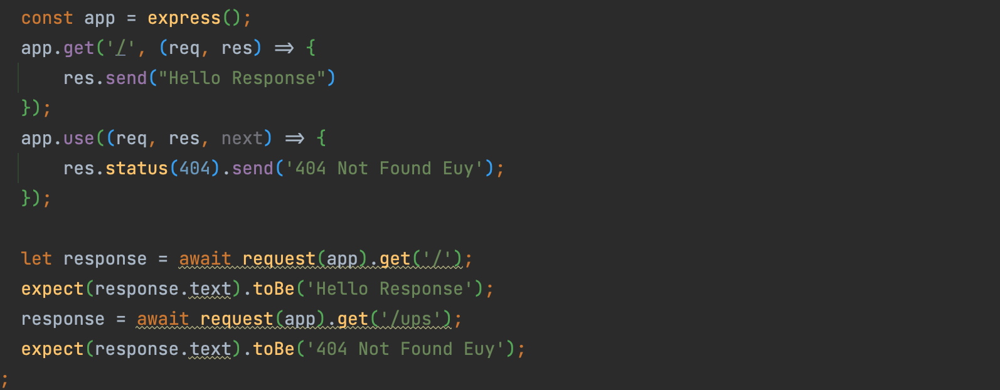 const app = express();
app.get('/', (req, res) => {
    res.send("Hello Response")
});
app.use((req, res, next) => {
    res.status(404).send('404 Not Found Euy');
});

let response = await request(app).get('/');
expect(response.text).toBe('Hello Response');
response = await request(app).get('/ups');
expect(response.text).toBe('404 Not Found Euy');
;